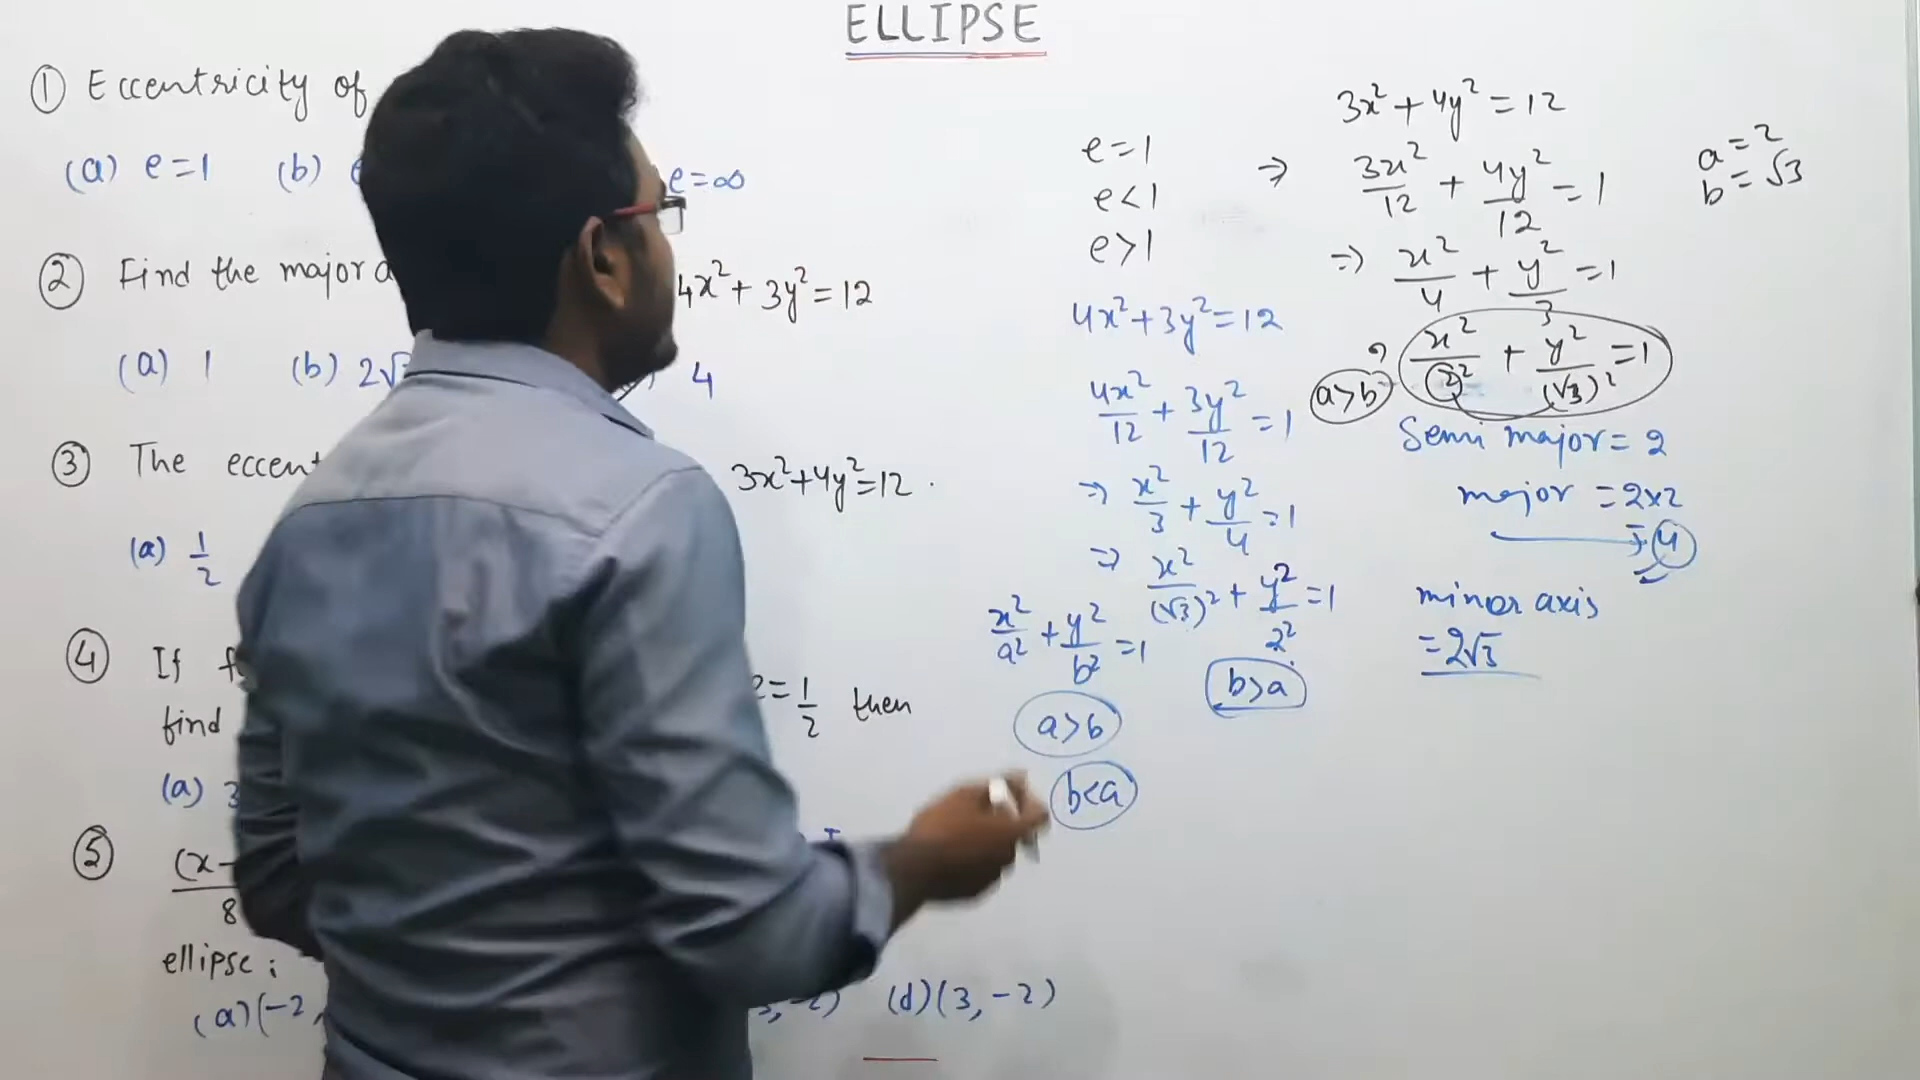 ELLIPSE
① Eccentricity of
(a) e=1 (b) e=∞
② Find the major 4x²+3y²=12
(a) 1 (b) 4
③ The 3x²+4y²=12.
(a) 1/2
④ If =1/2 then
find
(a) 3
⑤ (x-
8
ellipse:
(a)(-2, -2) (d)(3,-2)
e=1
e<1
e>1
4x²+3y²=12
4x²/12 + 3y²/12 = 1
⇒ x²/3 + y²/4 = 1
⇒ x²/(√3)² + y²/2² = 1
b>a
x²/a² + y²/b² = 1
a>b
b<a
3x²+4y²=12
⇒ 3x²/12 + 4y²/12 = 1
⇒ x²/4 + y²/3 = 1
a>b x²/2² + y²/(√3)² = 1
a=2
b=√3
Semi major = 2
major = 2×2
= 4
minor axis
= 2√3